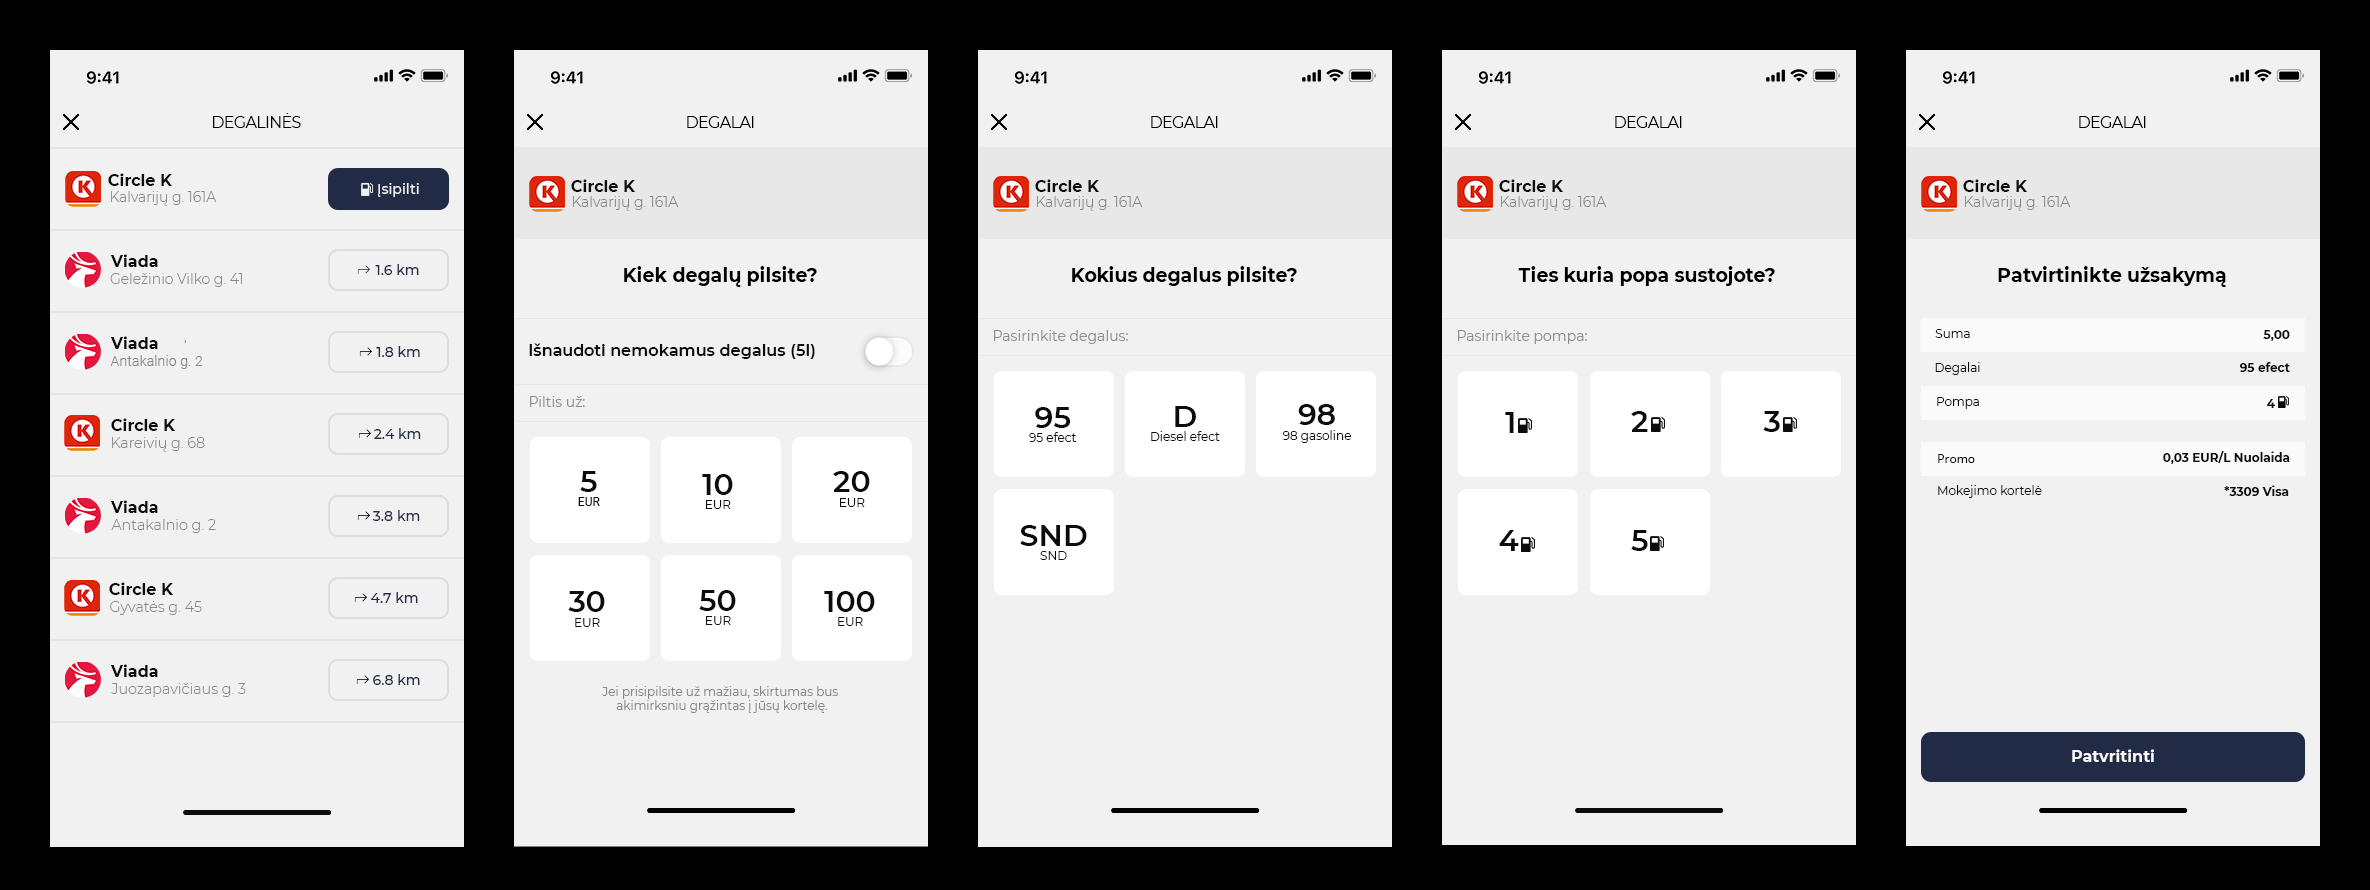 9:41
DEGALINĖS
Circle K
Kalvarijų g. 161A
Įsipilti
Viada
Geležinio Vilko g. 41
1.6 km
Viada
Antakalnio g. 2
1.8 km
Circle K
Kareivių g. 68
2.4 km
Viada
Antakalnio g. 2
3.8 km
Circle K
Gyvatės g. 45
4.7 km
Viada
Juozapavičiaus g. 3
6.8 km
9:41
DEGALAI
Circle K
Kalvarijų g. 161A
Kiek degalų pilsite?
Išnaudoti nemokamus degalus (5l)
Piltis už:
5
EUR
10
EUR
20
EUR
30
EUR
50
EUR
100
EUR
Jei prisipilsite už mažiau, skirtumas bus
akimirksniu grąžintas į jūsų kortelę.
9:41
DEGALAI
Circle K
Kalvarijų g. 161A
Kokius degalus pilsite?
Pasirinkite degalus:
95
95 efect
D
Diesel efect
98
98 gasoline
SND
SND
9:41
DEGALAI
Circle K
Kalvarijų g. 161A
Ties kuria popa sustojote?
Pasirinkite pompa:
1
2
3
4
5
9:41
DEGALAI
Circle K
Kalvarijų g. 161A
Patvirtinikte užsakymą
Suma 5,00
Degalai 95 efect
Pompa 4
Promo 0,03 EUR/L Nuolaida
Mokejimo kortelė *3309 Visa
Patvritinti